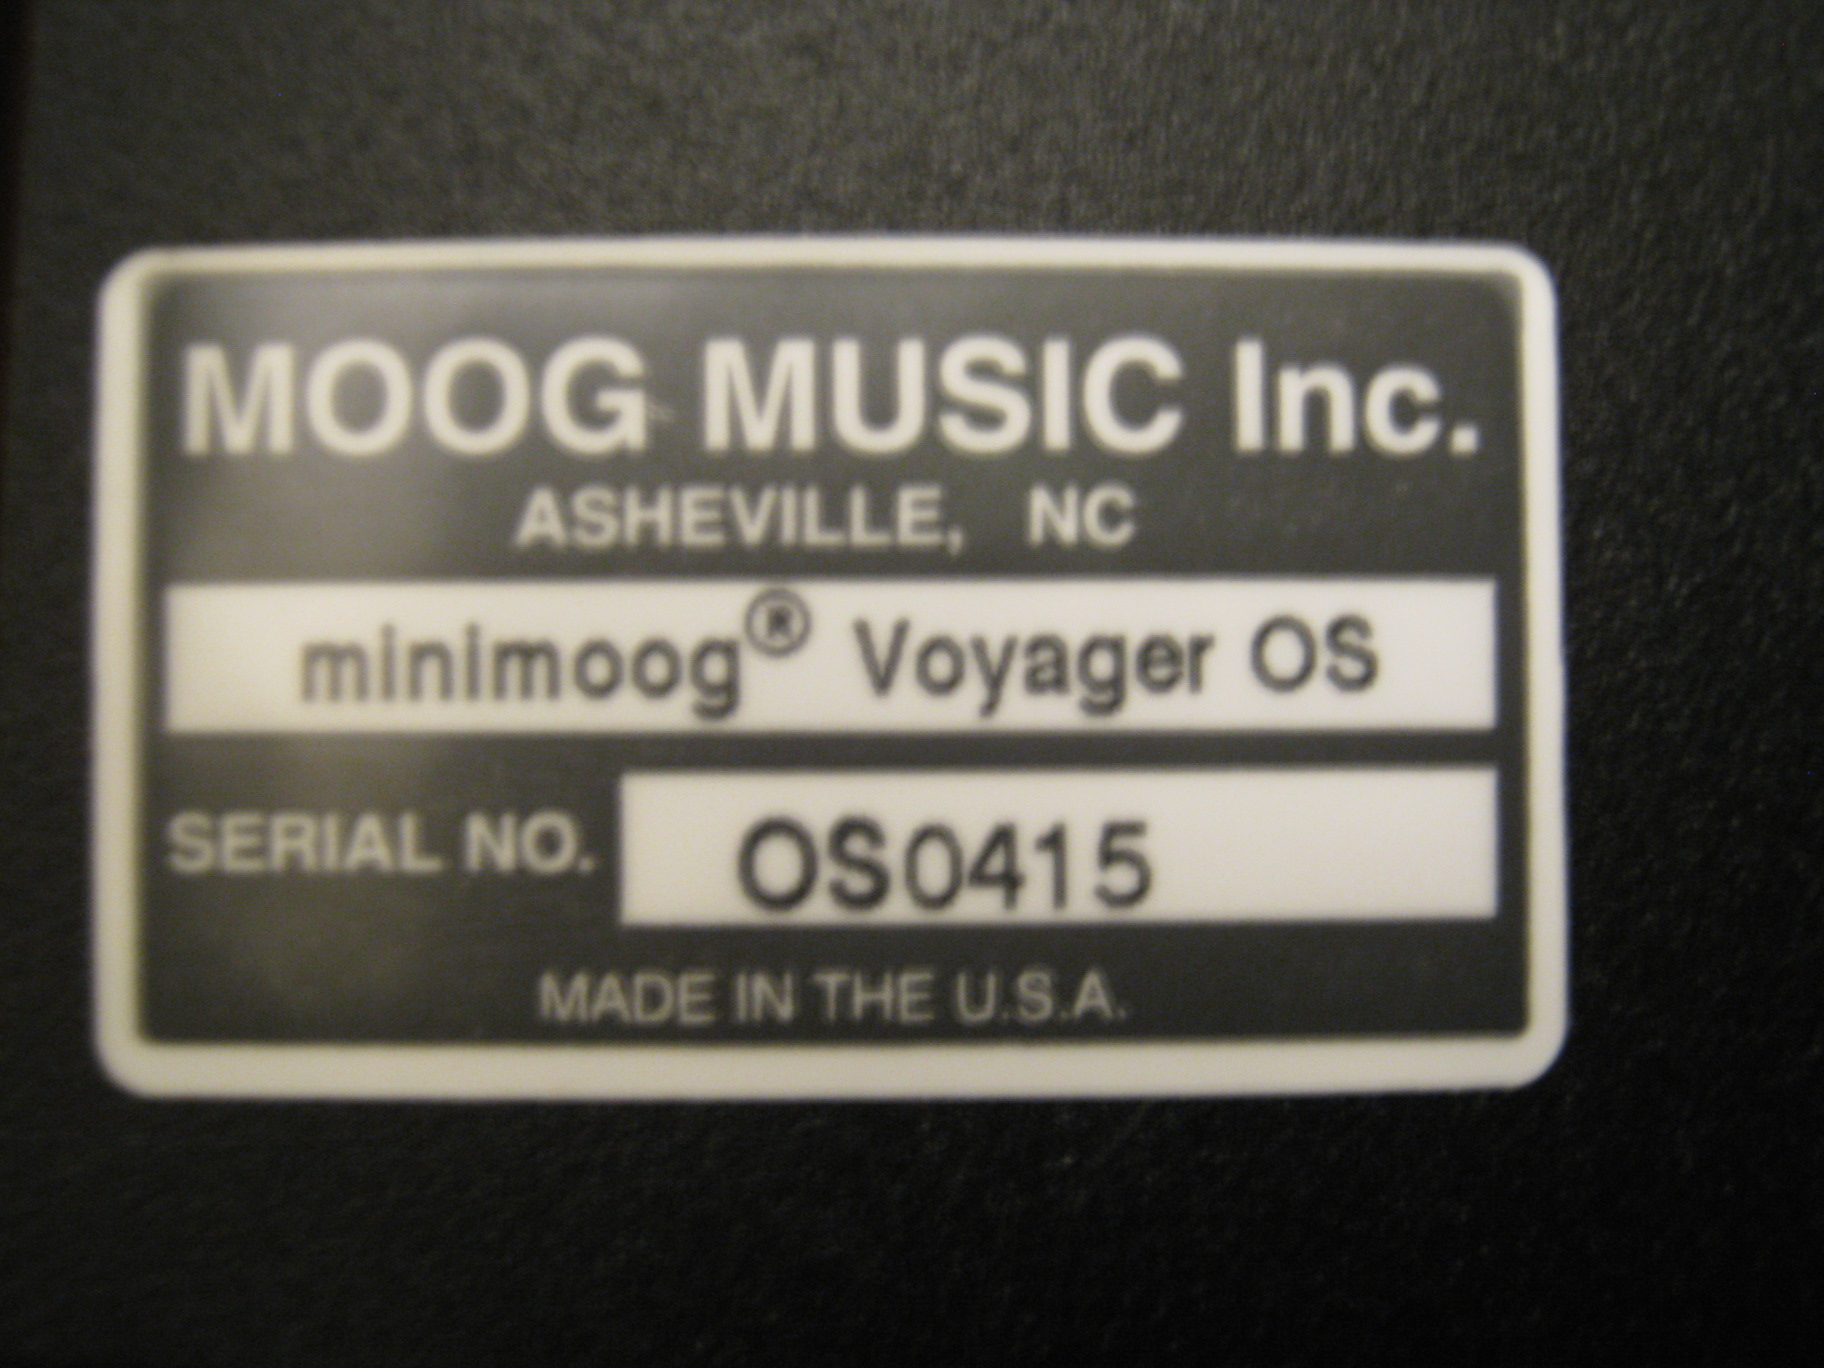 MOOG MUSIC Inc.
ASHEVILLE, NC
minimoog® Voyager OS
SERIAL NO. OS0415
MADE IN THE U.S.A.